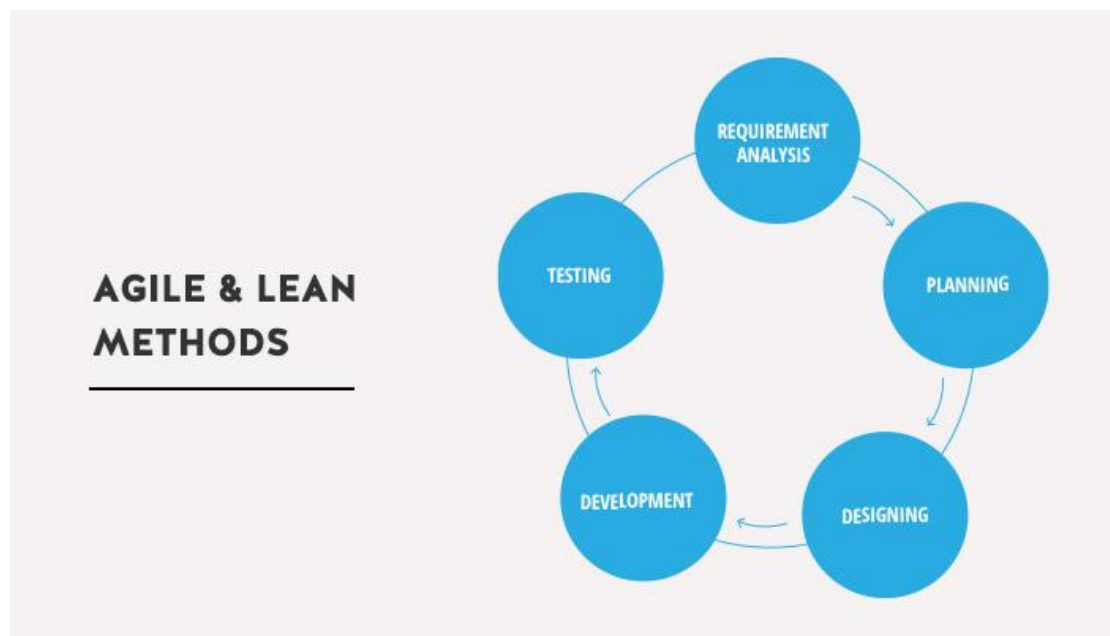 AGILE & LEAN
METHODS
REQUIREMENT
ANALYSIS
PLANNING
DESIGNING
DEVELOPMENT
TESTING